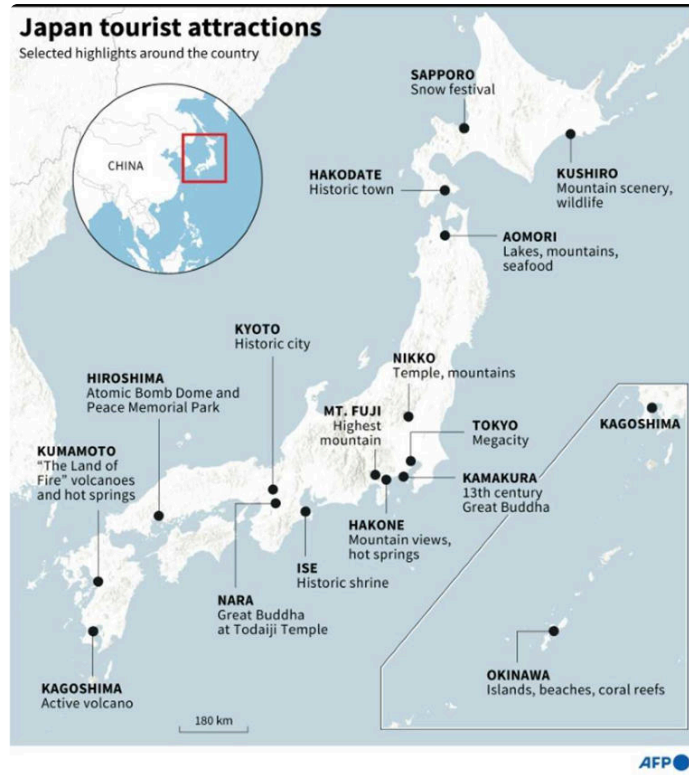 Japan tourist attractions
Selected highlights around the country
CHINA
SAPPORO
Snow festival
HAKODATE
Historic town
KUSHIRO
Mountain scenery,
wildlife
AOMORI
Lakes, mountains,
seafood
KYOTO
Historic city
NIKKO
Temple, mountains
HIROSHIMA
Atomic Bomb Dome and
Peace Memorial Park
MT. FUJI
Highest
mountain
TOKYO
Megacity
KAGOSHIMA
KUMAMOTO
“The Land of
Fire” volcanoes
and hot springs
KAMAKURA
13th century
Great Buddha
HAKONE
Mountain views,
hot springs
ISE
Historic shrine
NARA
Great Buddha
at Todaiji Temple
KAGOSHIMA
Active volcano
OKINAWA
Islands, beaches, coral reefs
180 km
AFP